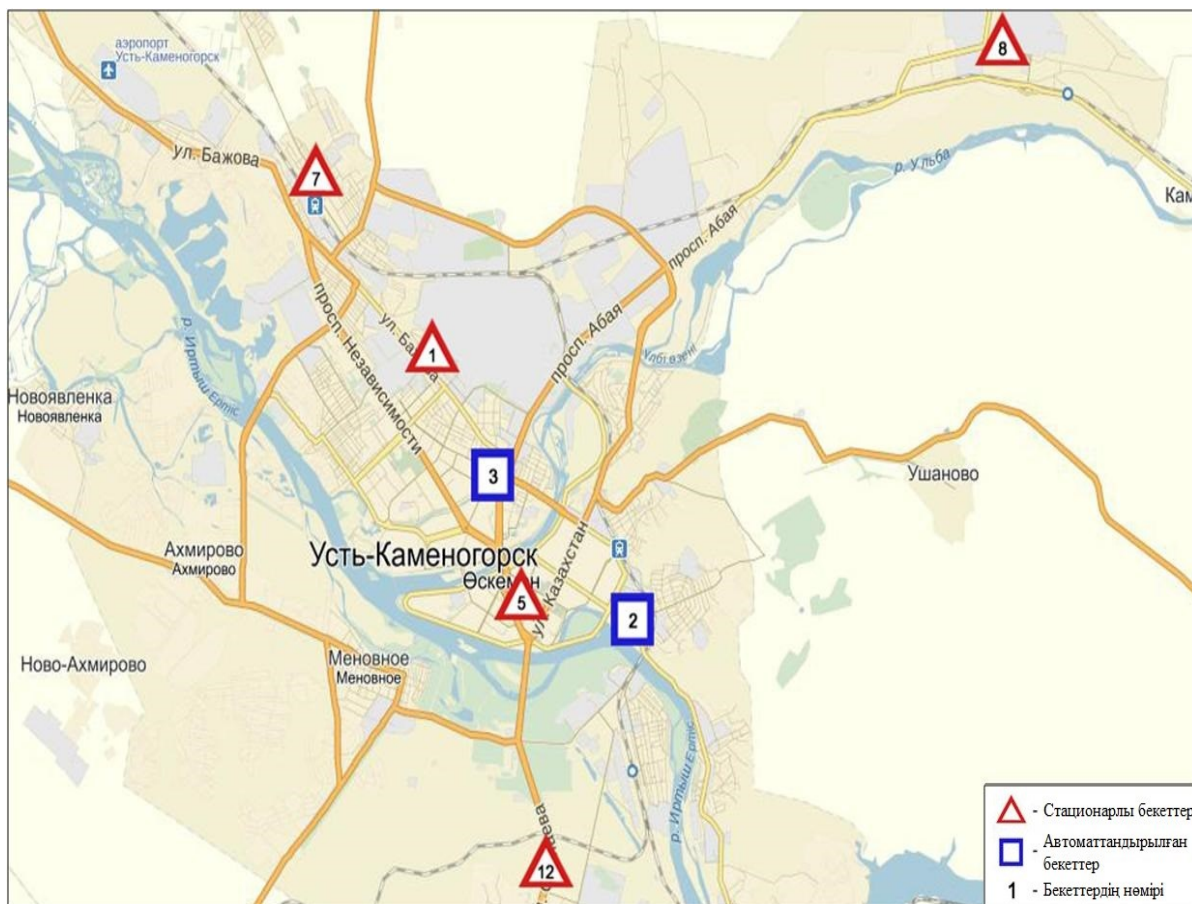 аэропорт
Усть-Каменогорск
8
ул. Бажова
7
р. Ульба
Кам
просп. Абая
р. Иртыш Ертіс
просп. Независимости
ул. Ба
1
просп. Абая
Үлбі өзені
Новоявленка
Новоявленка
3
Ушаново
Ахмирово
Ахмирово
Усть-Каменогорск
Өскемен
5
ул. Казахстан
2
Ново-Ахмирово
Меновное
Меновное
р. Иртыш Ертіс
12
- Стационарлы бекеттер
- Автоматтандырылған
бекеттер
1 - Бекеттердің нөмірі